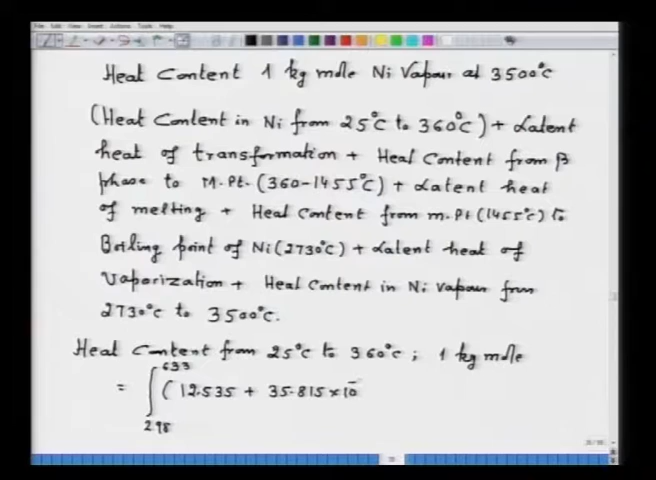 Heat Content 1 kg mole Ni Vapour at 3500°C
(Heat Content in Ni from 25°C to 360°C) + Latent
heat of transformation + Heat Content from β
phase to M.Pt. (360-1455°C) + Latent heat
of melting + Heat Content from m.Pt (1455°C) to
Boiling point of Ni (2730°C) + Latent heat of
Vaporization + Heat Content in Ni vapour from
2730°C to 3500°C.
Heat Content from 25°C to 360°C ; 1 kg mole
= ∫₂₉₈⁶³³ (12.535 + 35.815 × 10⁻